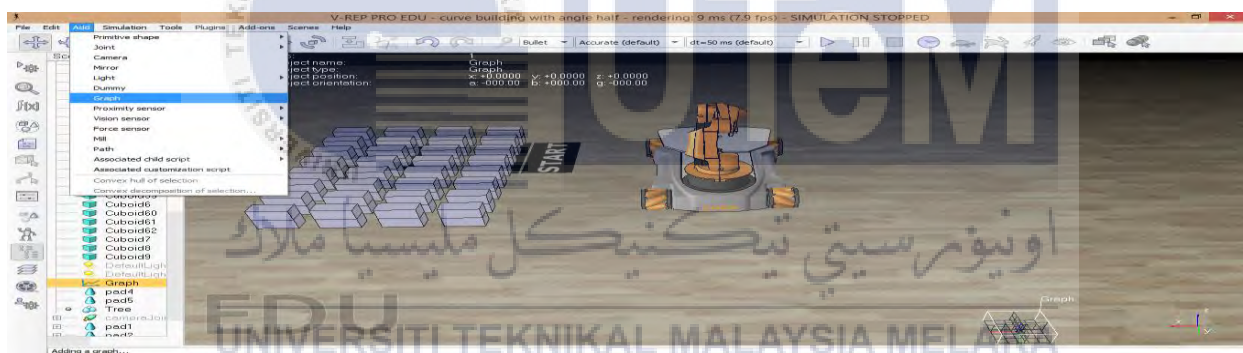 V-REP PRO EDU - curve building with angle half - rendering: 9 ms (7.9 fps) - SIMULATION STOPPED
File Edit Add Simulation Tools Plugins Add-ons Scenes Help
Primitive shape
Joint
Camera
Mirror
Light
Dummy
Graph
Proximity sensor
Vision sensor
Force sensor
Mill
Path
Associated child script
Associated customization script
Convex hull of selection
Convex decomposition of selection...
Bullet Accurate (default) dt=50 ms (default)
Graph
Graph
x: +0.0000 y: +0.0000 z: +0.0000
a: -000.00 b: +000.00 g: -000.00
START
Cuboid6
Cuboid60
Cuboid61
Cuboid62
Cuboid7
Cuboid8
Cuboid9
DefaultLigh
DefaultLigh
Graph
pad4
pad5
Tree
pad1
pad2
Graph
UTeM
اونيۏرسيتي تيكنيكل مليسيا ملاك
EDU
UNIVERSITI TEKNIKAL MALAYSIA MELAKA
Adding a graph...